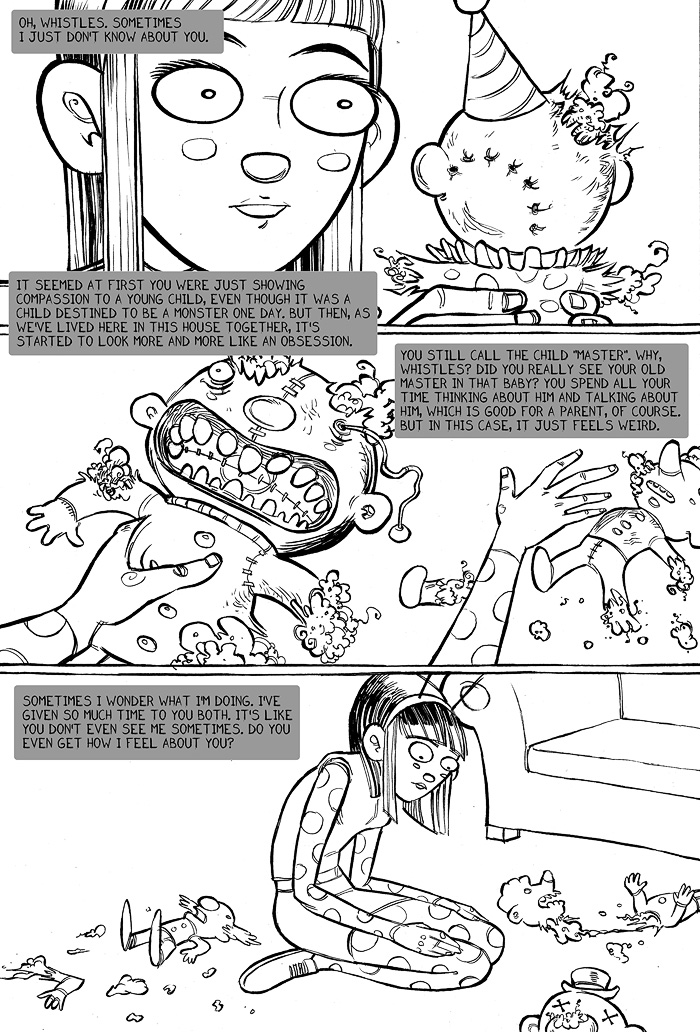 OH, WHISTLES. SOMETIMES
I JUST DON'T KNOW ABOUT YOU.
IT SEEMED AT FIRST YOU WERE JUST SHOWING
COMPASSION TO A YOUNG CHILD, EVEN THOUGH IT WAS A
CHILD DESTINED TO BE A MONSTER ONE DAY. BUT THEN, AS
WE'VE LIVED HERE IN THIS HOUSE TOGETHER, IT'S
STARTED TO LOOK MORE AND MORE LIKE AN OBSESSION.
YOU STILL CALL THE CHILD "MASTER". WHY,
WHISTLES? DID YOU REALLY SEE YOUR OLD
MASTER IN THAT BABY? YOU SPEND ALL YOUR
TIME THINKING ABOUT HIM AND TALKING ABOUT
HIM, WHICH IS GOOD FOR A PARENT, OF COURSE.
BUT IN THIS CASE, IT JUST FEELS WEIRD.
SOMETIMES I WONDER WHAT I'M DOING. I'VE
GIVEN SO MUCH TIME TO YOU BOTH. IT'S LIKE
YOU DON'T EVEN SEE ME SOMETIMES. DO YOU
EVEN GET HOW I FEEL ABOUT YOU?